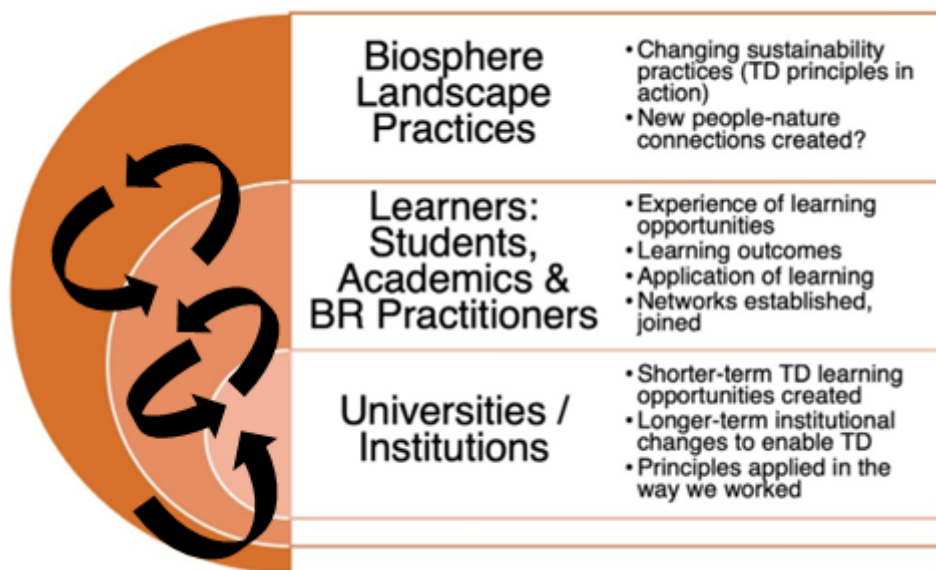 Biosphere
Landscape
Practices
• Changing sustainability
practices (TD principles in
action)
• New people-nature
connections created?
Learners:
Students,
Academics &
BR Practitioners
• Experience of learning
opportunities
• Learning outcomes
• Application of learning
• Networks established,
joined
Universities /
Institutions
• Shorter-term TD learning
opportunities created
• Longer-term institutional
changes to enable TD
• Principles applied in the
way we worked